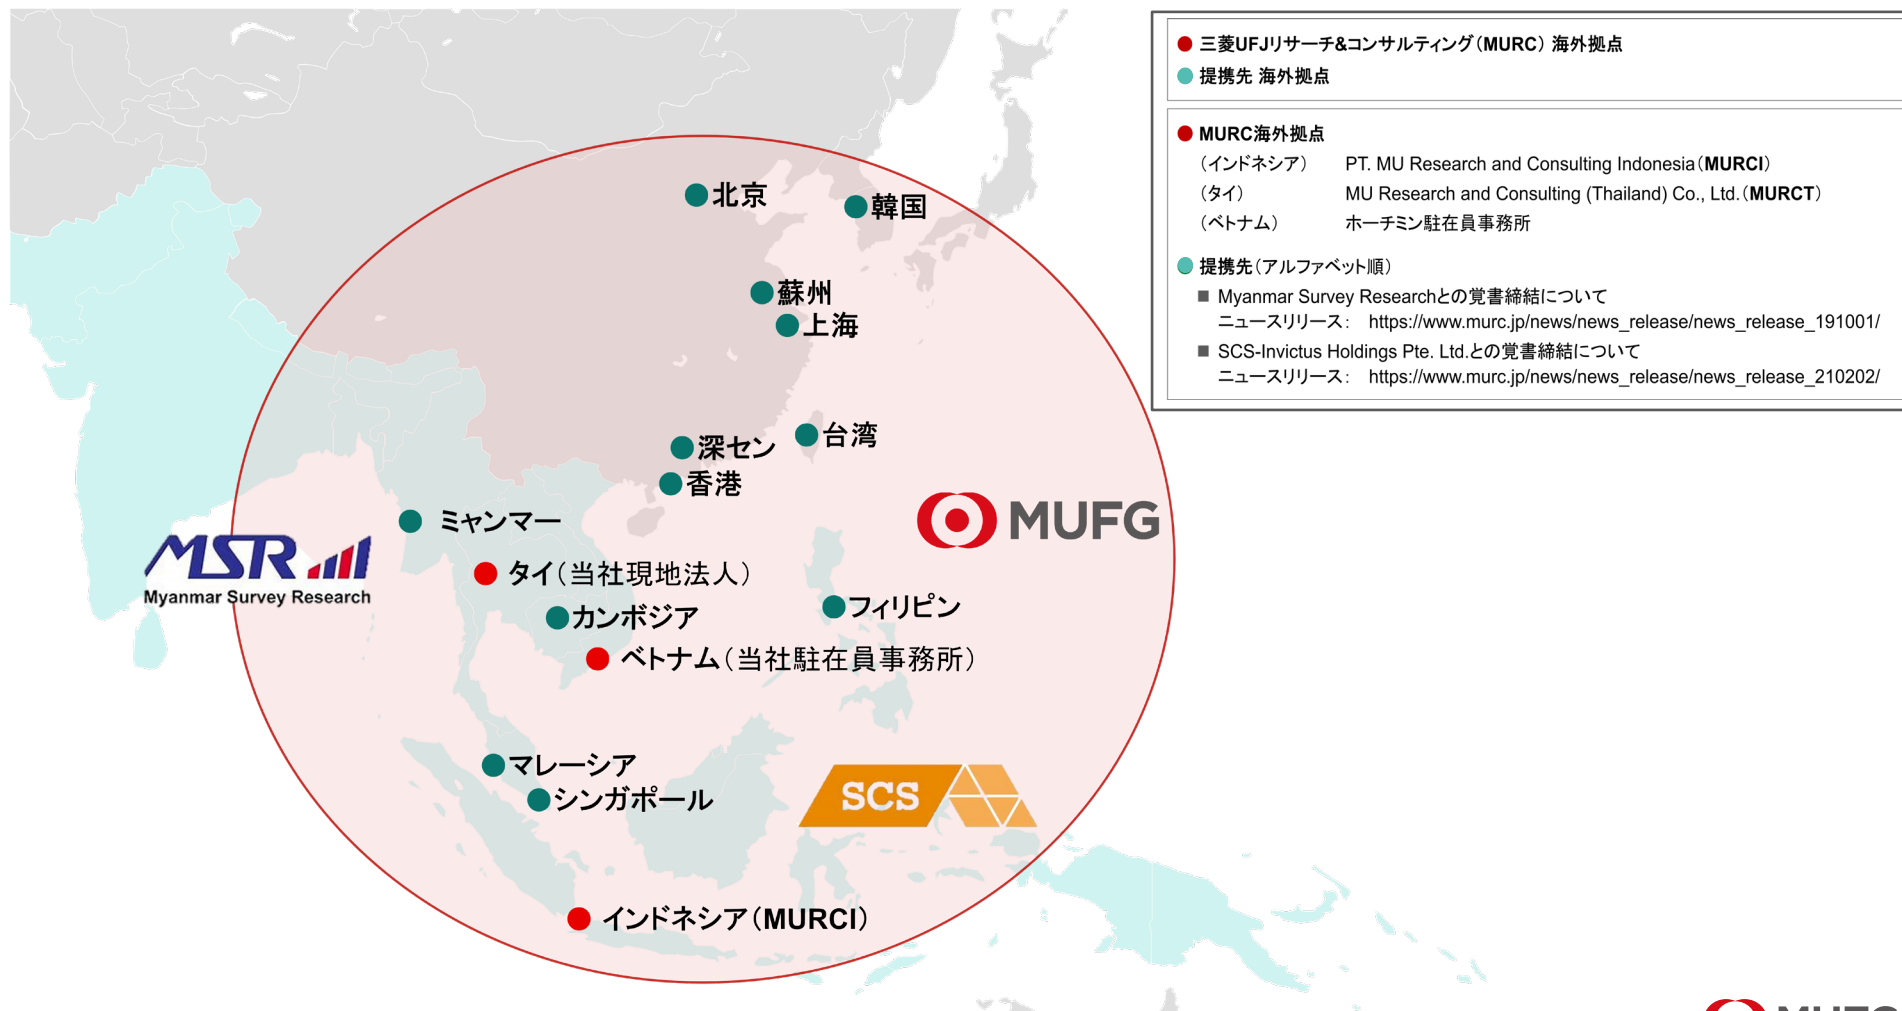 三菱UFJリサーチ&コンサルティング（MURC） 海外拠点
提携先 海外拠点
MURC海外拠点
（インドネシア） PT. MU Research and Consulting Indonesia（MURCI）
（タイ） MU Research and Consulting (Thailand) Co., Ltd.（MURCT）
（ベトナム） ホーチミン駐在員事務所
提携先（アルファベット順）
■ Myanmar Survey Researchとの覚書締結について
ニュースリリース： https://www.murc.jp/news/news_release/news_release_191001/
■ SCS-Invictus Holdings Pte. Ltd.との覚書締結について
ニュースリリース： https://www.murc.jp/news/news_release/news_release_210202/
北京
韓国
蘇州
上海
台湾
深セン
香港
ミャンマー
MUFG
MSR
Myanmar Survey Research
タイ（当社現地法人）
カンボジア
フィリピン
ベトナム（当社駐在員事務所）
マレーシア
シンガポール
SCS
インドネシア（MURCI）
MUFG